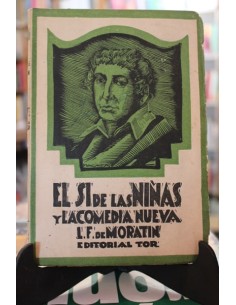 EL SI DE LAS NIÑAS
Y LA COMEDIA NUEVA
L.F. DE MORATIN
EDITORIAL TOR